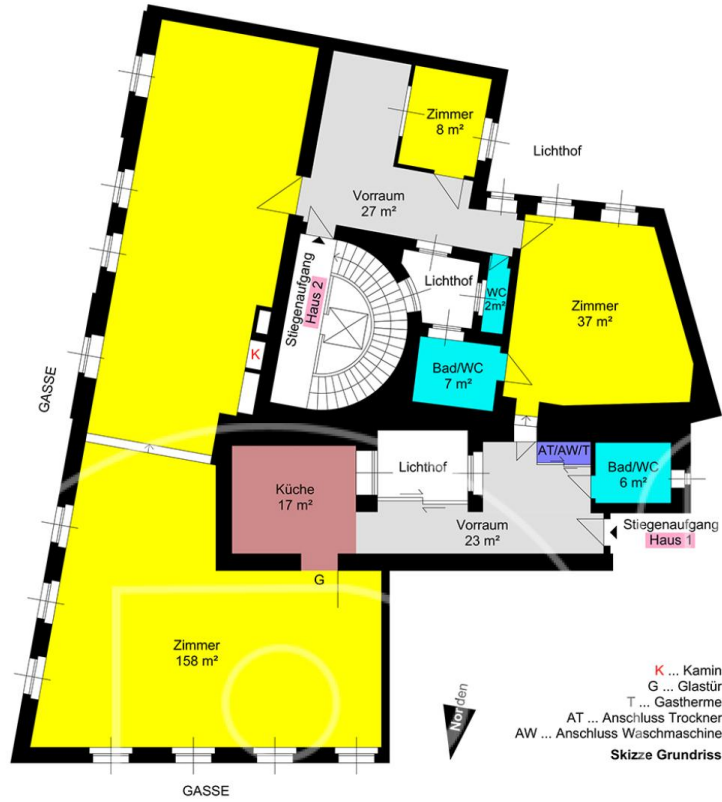 Zimmer
8 m²
Lichthof
Vorraum
27 m²
Stiegenaufgang
Haus 2
Lichthof
WC
2m²
Zimmer
37 m²
K
GASSE
Bad/WC
7 m²
AT/AW/T
Lichthof
Bad/WC
6 m²
Küche
17 m²
Vorraum
23 m²
Stiegenaufgang
Haus 1
G
Zimmer
158 m²
Norden
K ... Kamin
G ... Glastür
T ... Gastherme
AT ... Anschluss Trockner
AW ... Anschluss Waschmaschine
Skizze Grundriss
GASSE